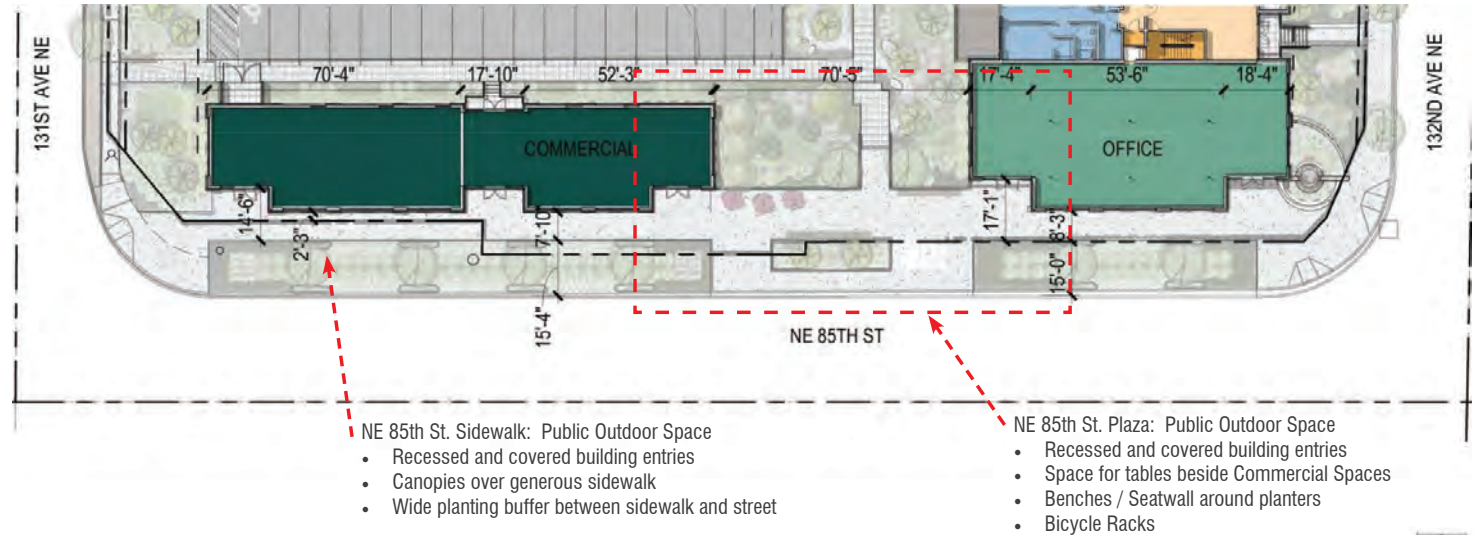 70'-4"
17'-10"
52'-3"
70'-5"
17'-4"
53'-6"
18'-4"
131ST AVE NE
132ND AVE NE
COMMERCIAL
OFFICE
14'-6"
2'-3"
7'-10"
17'-1"
8'-3"
15'-0"
15'-4"
NE 85TH ST
NE 85th St. Sidewalk: Public Outdoor Space
• Recessed and covered building entries
• Canopies over generous sidewalk
• Wide planting buffer between sidewalk and street
NE 85th St. Plaza: Public Outdoor Space
• Recessed and covered building entries
• Space for tables beside Commercial Spaces
• Benches / Seatwall around planters
• Bicycle Racks